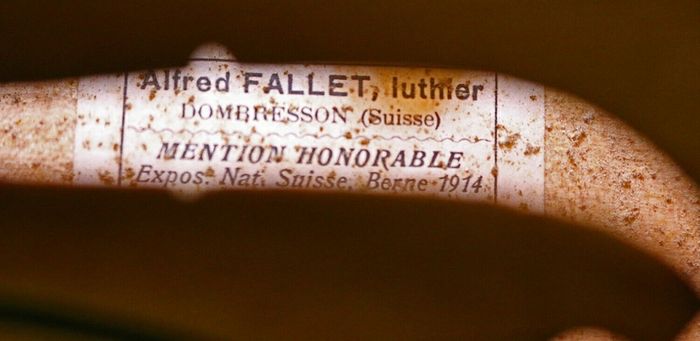 Alfred FALLET, luthier
DOMBRESSON (Suisse)
MENTION HONORABLE
Expos. Nat. Suisse. Berne 1914